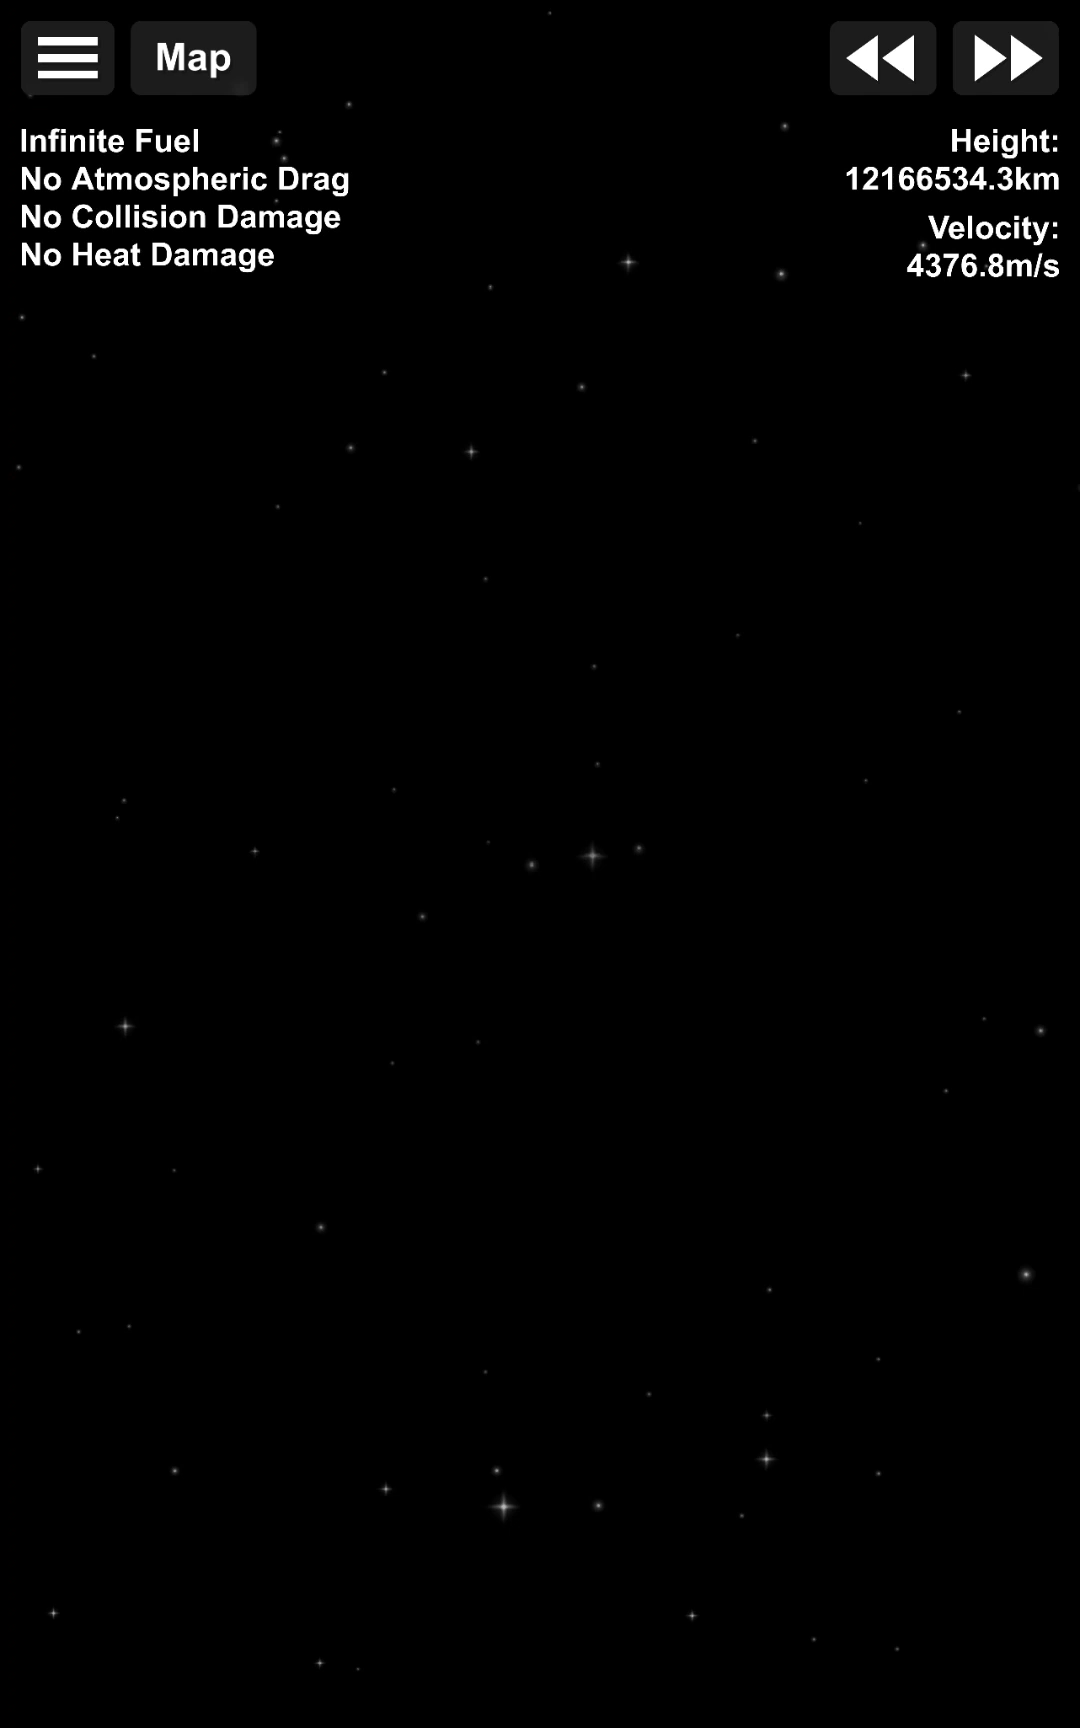 Map
Infinite Fuel
No Atmospheric Drag
No Collision Damage
No Heat Damage
Height:
12166534.3km
Velocity:
4376.8m/s